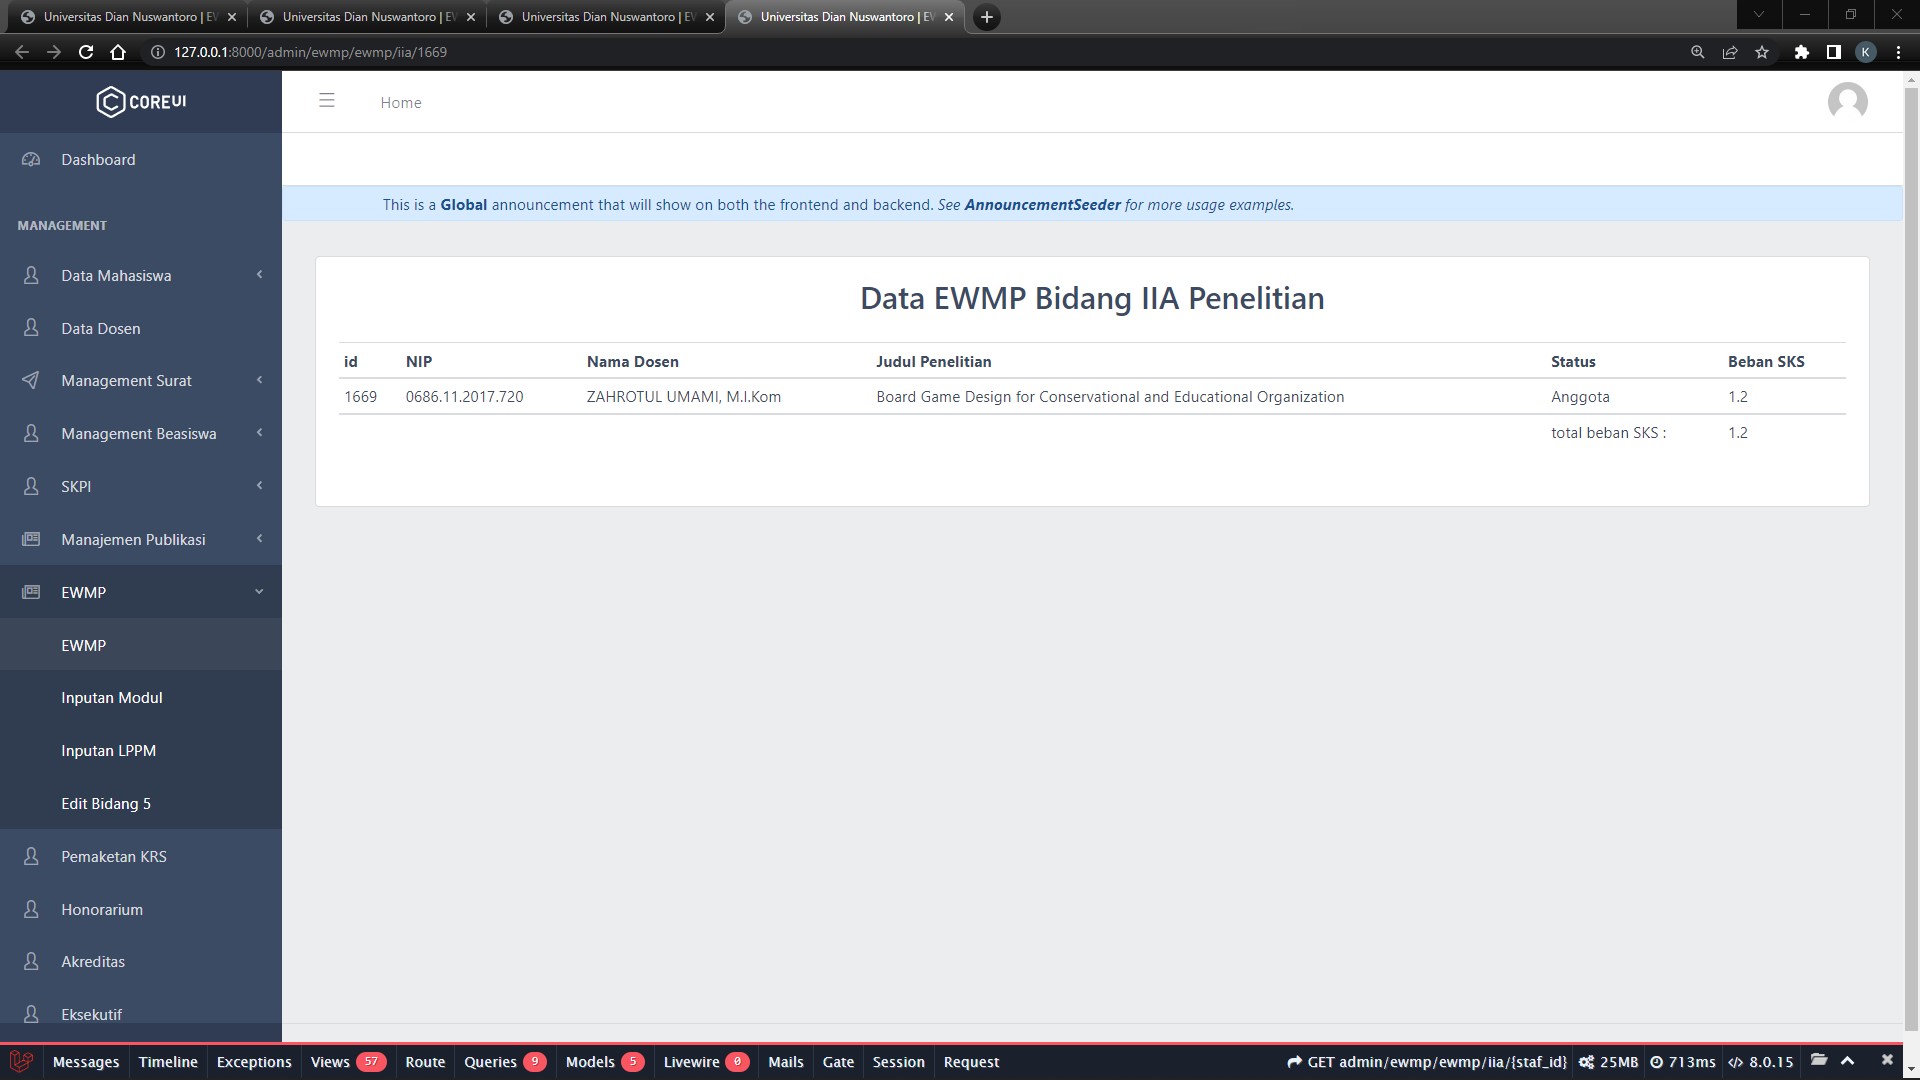 Universitas Dian Nuswantoro | EW
Universitas Dian Nuswantoro | EW
Universitas Dian Nuswantoro | EW
Universitas Dian Nuswantoro | EW
127.0.0.1:8000/admin/ewmp/ewmp/iia/1669
K
COREUI
Home
Dashboard
This is a Global announcement that will show on both the frontend and backend. See AnnouncementSeeder for more usage examples.
MANAGEMENT
Data Mahasiswa
Data Dosen
Management Surat
Management Beasiswa
SKPI
Manajemen Publikasi
EWMP
EWMP
Inputan Modul
Inputan LPPM
Edit Bidang 5
Pemaketan KRS
Honorarium
Akreditas
Eksekutif
Data EWMP Bidang IIA Penelitian
id NIP Nama Dosen Judul Penelitian Status Beban SKS
1669 0686.11.2017.720 ZAHROTUL UMAMI, M.I.Kom Board Game Design for Conservational and Educational Organization Anggota 1.2
total beban SKS : 1.2
Messages Timeline Exceptions Views 57 Route Queries 9 Models 5 Livewire 0 Mails Gate Session Request GET admin/ewmp/ewmp/iia/{staf_id} 25MB 713ms 8.0.15